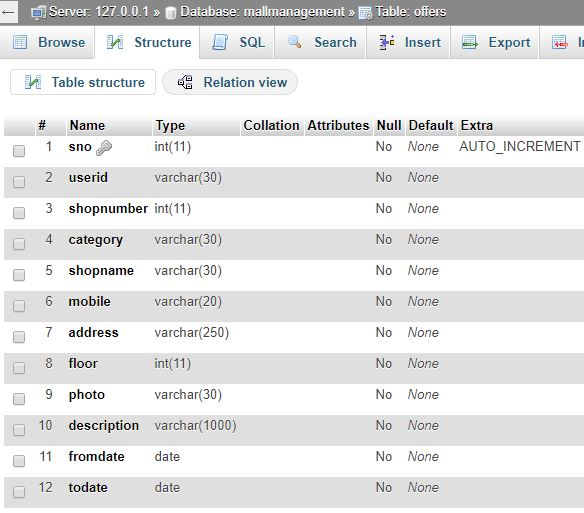 ← Server: 127.0.0.1 » Database: mallmanagement » Table: offers
Browse Structure SQL Search Insert Export
Table structure Relation view
# Name Type Collation Attributes Null Default Extra
1 sno int(11) No None AUTO_INCREMENT
2 userid varchar(30) No None
3 shopnumber int(11) No None
4 category varchar(30) No None
5 shopname varchar(30) No None
6 mobile varchar(20) No None
7 address varchar(250) No None
8 floor int(11) No None
9 photo varchar(30) No None
10 description varchar(1000) No None
11 fromdate date No None
12 todate date No None